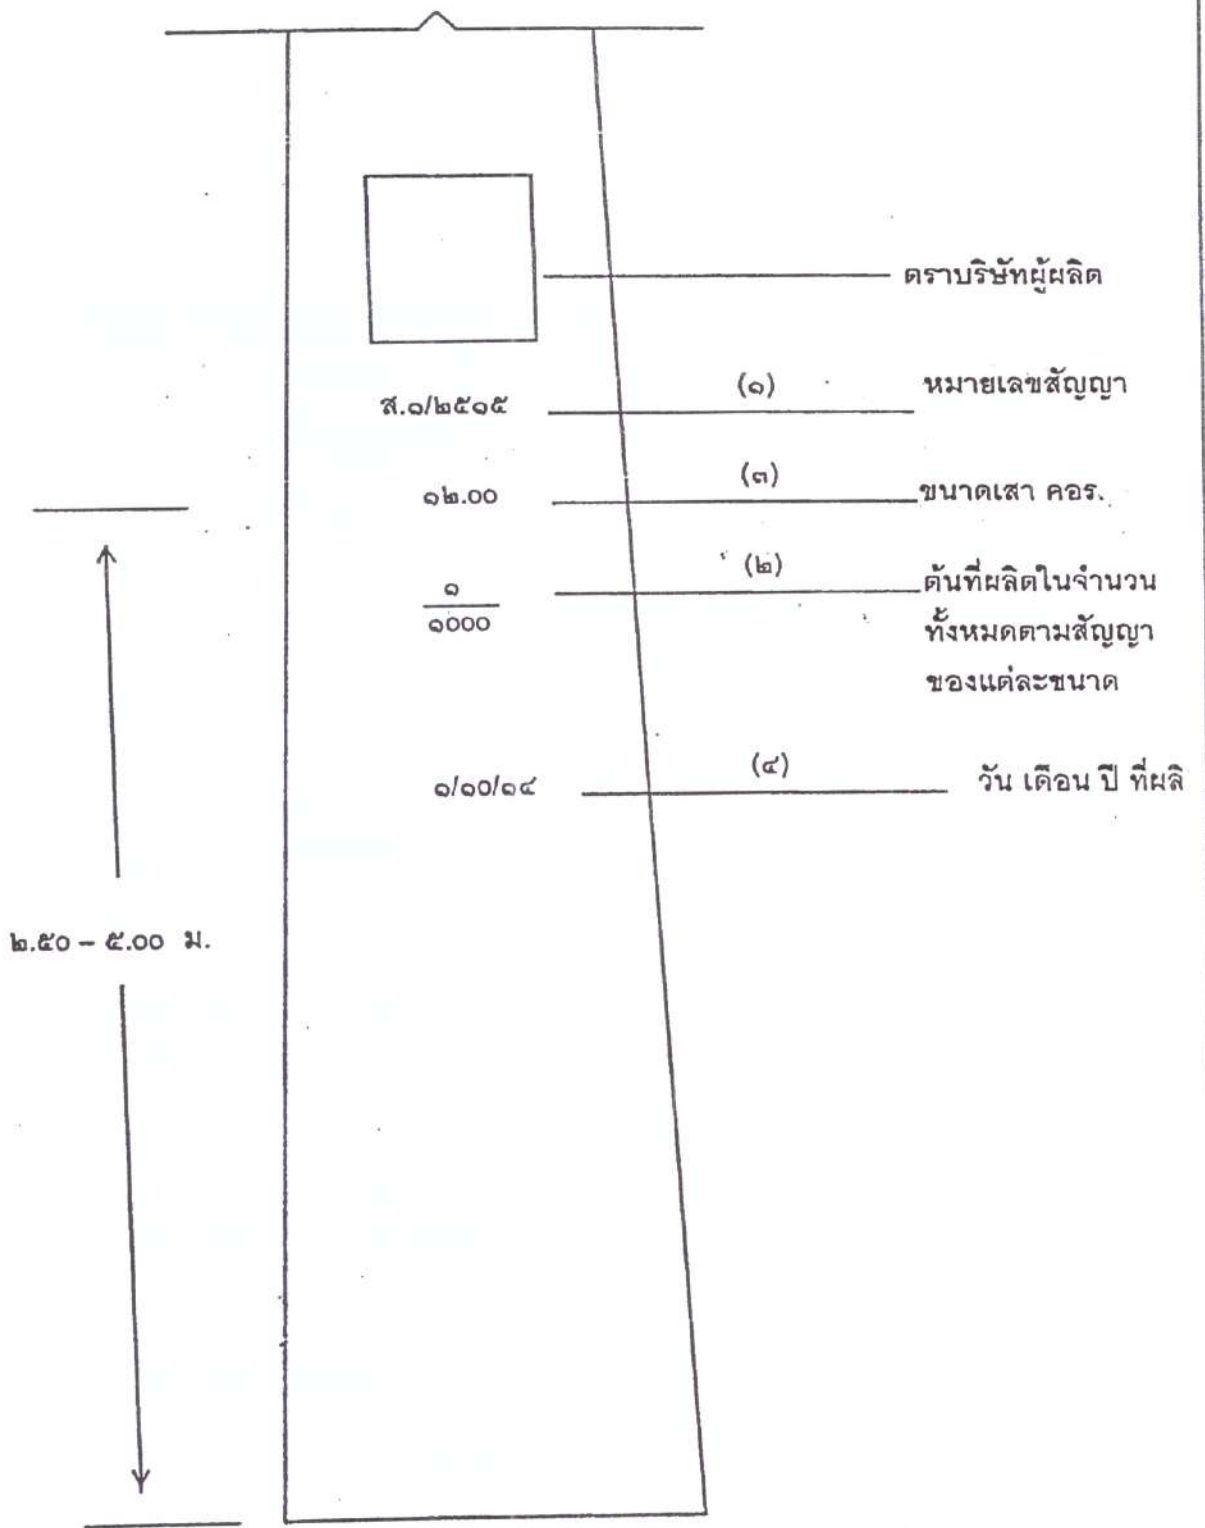 ตราบริษัทผู้ผลิต
ส.๑/๒๕๑๕ (๑) หมายเลขสัญญา
๑๒.๐๐ (๓) ขนาดเสา คอร.
๑ (๒) ต้นที่ผลิตในจำนวน
๑๐๐๐ ทั้งหมดตามสัญญา
ของแต่ละขนาด
๑/๑๐/๑๔ (๔) วัน เดือน ปี ที่ผลิ
๒.๕๐ – ๕.๐๐ ม.